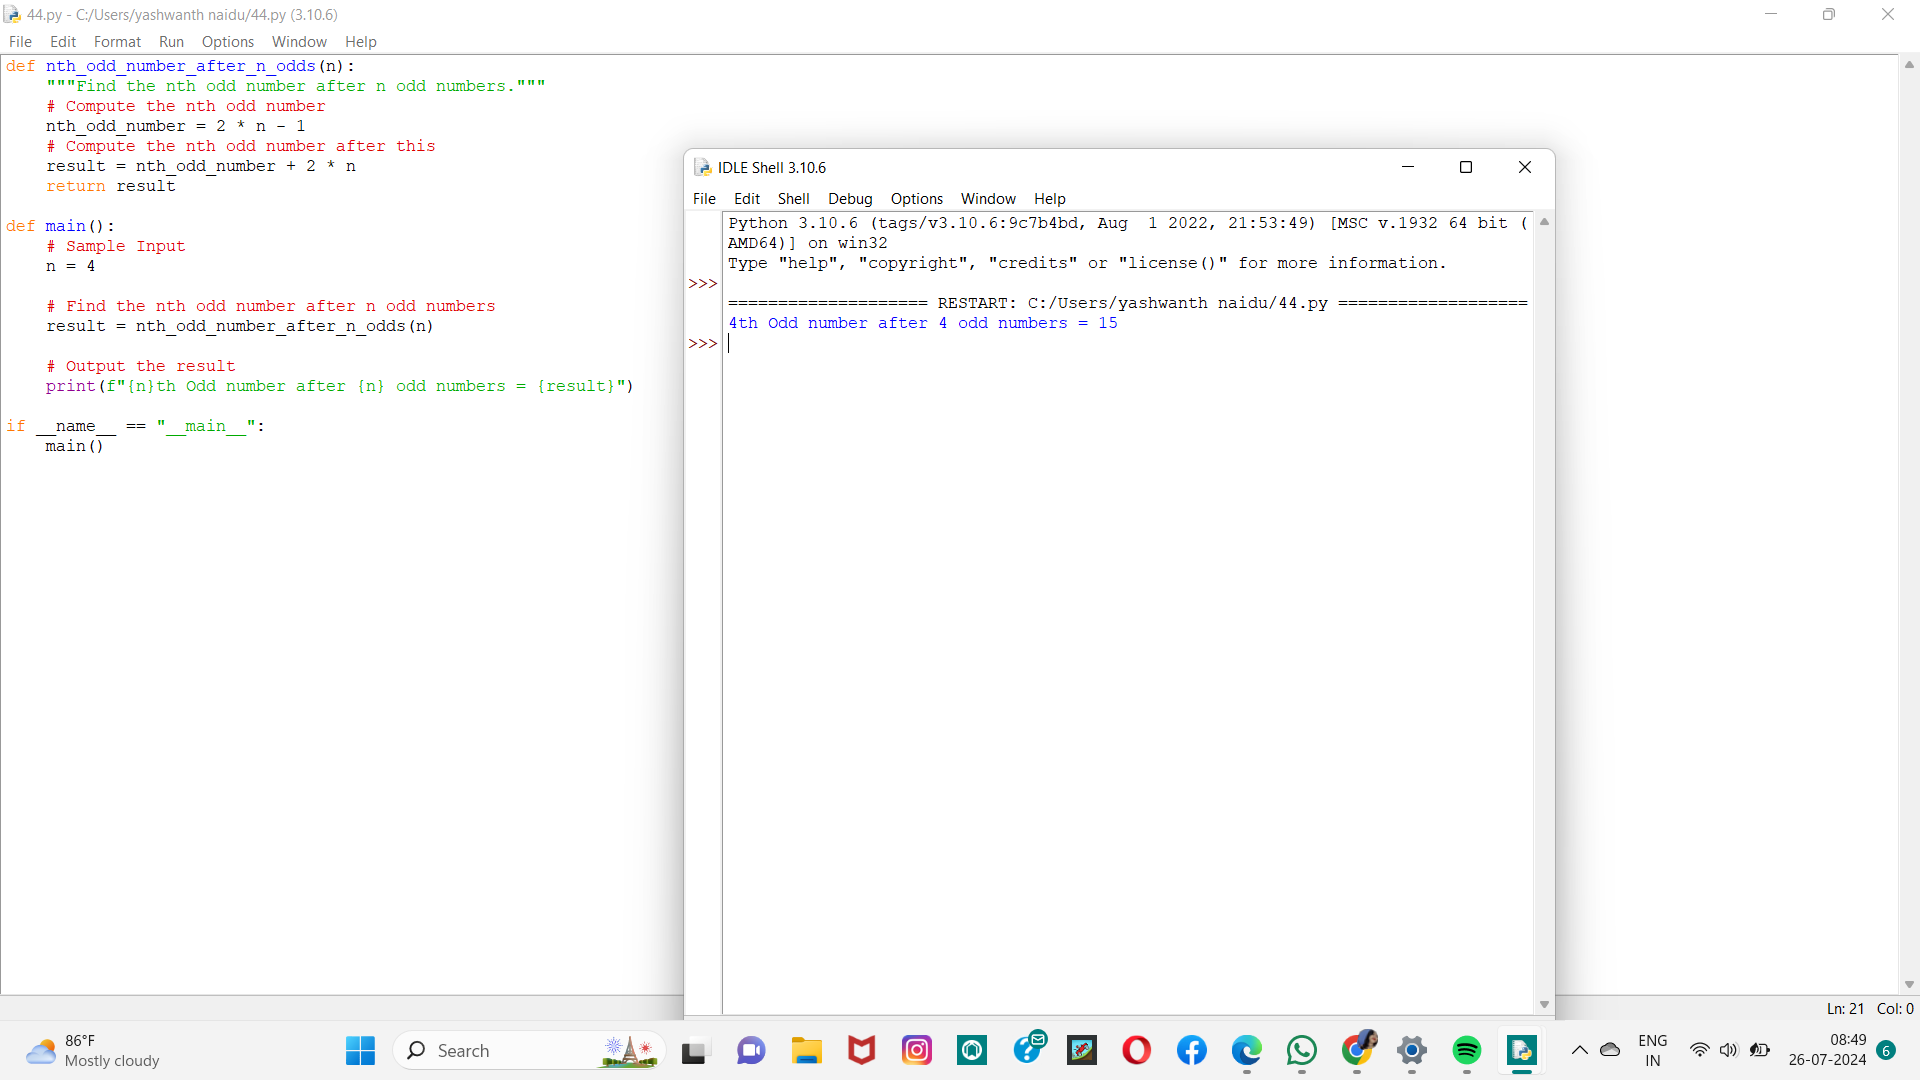 44.py - C:/Users/yashwanth naidu/44.py (3.10.6)
File Edit Format Run Options Window Help
def nth_odd_number_after_n_odds(n):
    """Find the nth odd number after n odd numbers."""
    # Compute the nth odd number
    nth_odd_number = 2 * n - 1
    # Compute the nth odd number after this
    result = nth_odd_number + 2 * n
    return result
def main():
    # Sample Input
    n = 4
    # Find the nth odd number after n odd numbers
    result = nth_odd_number_after_n_odds(n)
    # Output the result
    print(f"{n}th Odd number after {n} odd numbers = {result}")
if __name__ == "__main__":
    main()
IDLE Shell 3.10.6
File Edit Shell Debug Options Window Help
Python 3.10.6 (tags/v3.10.6:9c7b4bd, Aug  1 2022, 21:53:49) [MSC v.1932 64 bit (
AMD64)] on win32
Type "help", "copyright", "credits" or "license()" for more information.
>>>
==================== RESTART: C:/Users/yashwanth naidu/44.py ===================
4th Odd number after 4 odd numbers = 15
>>>
Ln: 21 Col: 0
86°F
Mostly cloudy
Search
ENG
IN
08:49
26-07-2024
6